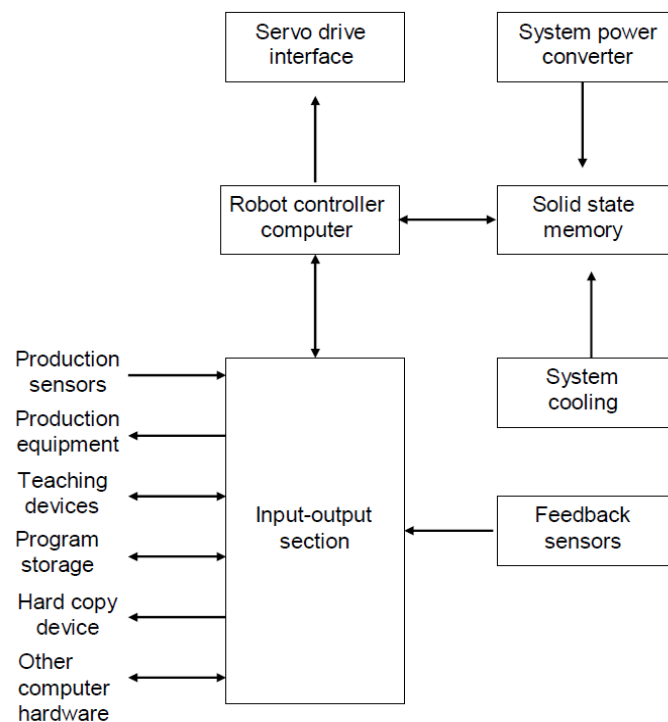 Servo drive
interface
System power
converter
Robot controller
computer
Solid state
memory
Production
sensors
Production
equipment
Teaching
devices
Program
storage
Hard copy
device
Other
computer
hardware
Input-output
section
System
cooling
Feedback
sensors